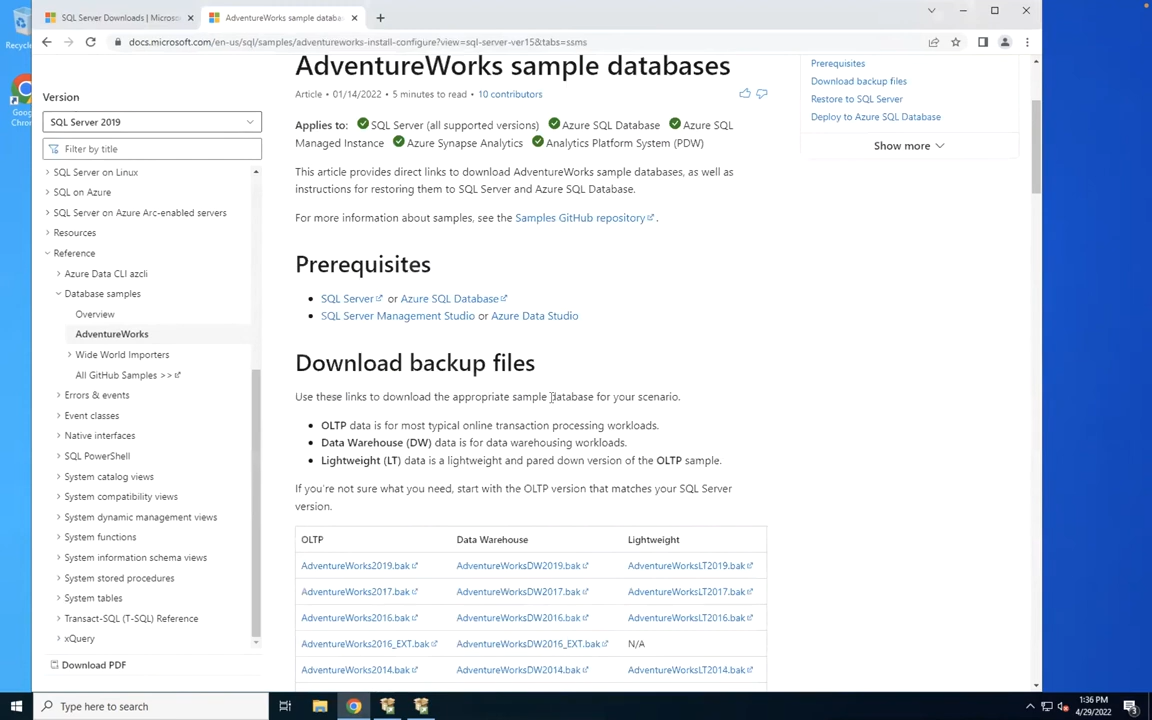 SQL Server Downloads | Microso
AdventureWorks sample databas
docs.microsoft.com/en-us/sql/samples/adventureworks-install-configure?view=sql-server-ver15&tabs=ssms
Recycle
Goog
Chron
Version
SQL Server 2019
Filter by title
SQL Server on Linux
SQL on Azure
SQL Server on Azure Arc-enabled servers
Resources
Reference
Azure Data CLI azcli
Database samples
Overview
AdventureWorks
Wide World Importers
All GitHub Samples >>
Errors & events
Event classes
Native interfaces
SQL PowerShell
System catalog views
System compatibility views
System dynamic management views
System functions
System information schema views
System stored procedures
System tables
Transact-SQL (T-SQL) Reference
xQuery
Download PDF
AdventureWorks sample databases
Article • 01/14/2022 • 5 minutes to read • 10 contributors
Applies to: SQL Server (all supported versions) Azure SQL Database Azure SQL
Managed Instance Azure Synapse Analytics Analytics Platform System (PDW)
This article provides direct links to download AdventureWorks sample databases, as well as
instructions for restoring them to SQL Server and Azure SQL Database.
For more information about samples, see the Samples GitHub repository .
Prerequisites
• SQL Server or Azure SQL Database
• SQL Server Management Studio or Azure Data Studio
Download backup files
Use these links to download the appropriate sample database for your scenario.
• OLTP data is for most typical online transaction processing workloads.
• Data Warehouse (DW) data is for data warehousing workloads.
• Lightweight (LT) data is a lightweight and pared down version of the OLTP sample.
If you're not sure what you need, start with the OLTP version that matches your SQL Server
version.
OLTP Data Warehouse Lightweight
AdventureWorks2019.bak AdventureWorksDW2019.bak AdventureWorksLT2019.bak
AdventureWorks2017.bak AdventureWorksDW2017.bak AdventureWorksLT2017.bak
AdventureWorks2016.bak AdventureWorksDW2016.bak AdventureWorksLT2016.bak
AdventureWorks2016_EXT.bak AdventureWorksDW2016_EXT.bak N/A
AdventureWorks2014.bak AdventureWorksDW2014.bak AdventureWorksLT2014.bak
Prerequisites
Download backup files
Restore to SQL Server
Deploy to Azure SQL Database
Show more
Type here to search
1:36 PM
4/29/2022
3